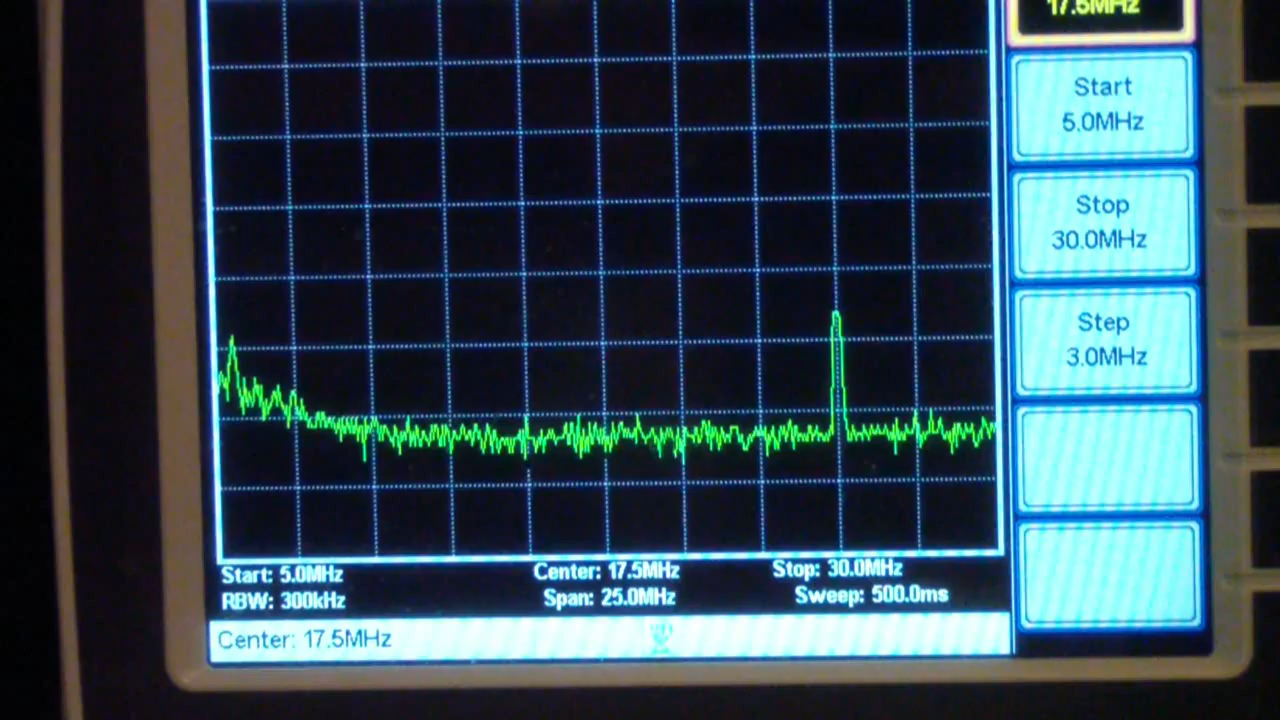 17.5MHz
Start
5.0MHz
Stop
30.0MHz
Step
3.0MHz
Start: 5.0MHz
Center: 17.5MHz
Stop: 30.0MHz
RBW: 300kHz
Span: 25.0MHz
Sweep: 500.0ms
Center: 17.5MHz